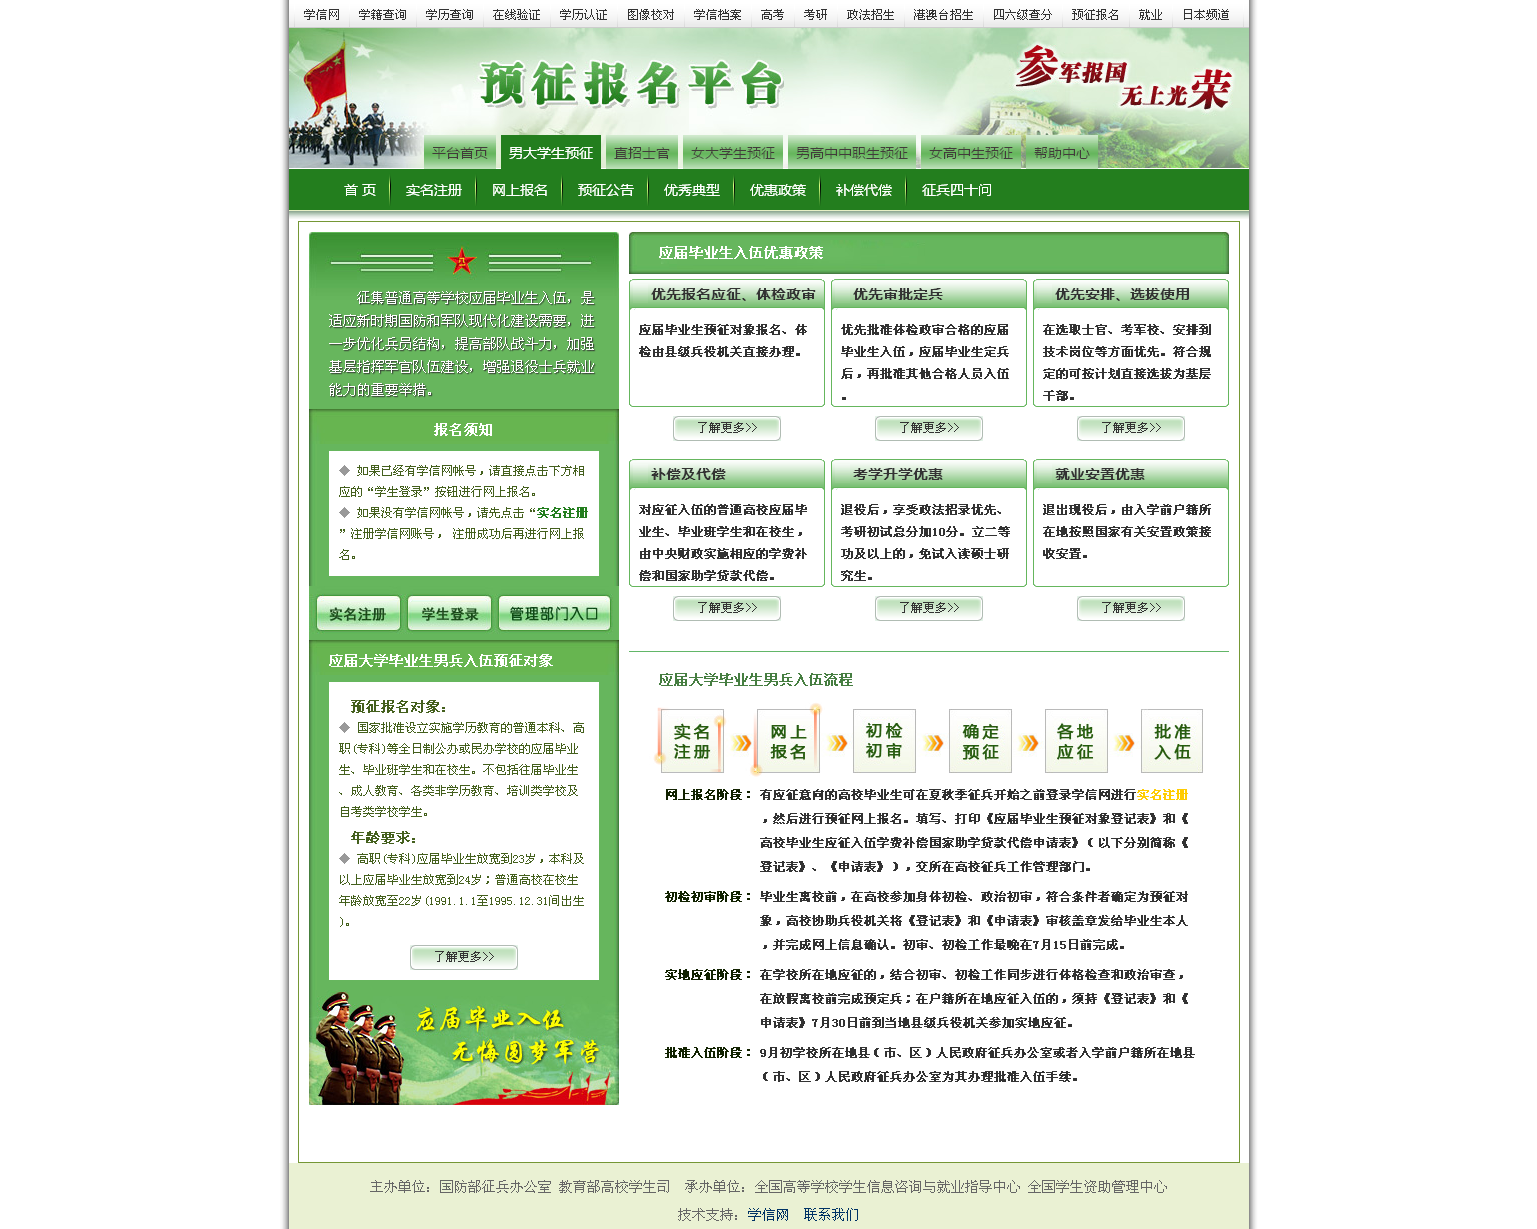 学信网 学籍查询 学历查询 在线验证 学历认证 图像校对 学信档案 高考 考研 政法招生 港澳台招生 四六级查分 预征报名 就业 日本频道
预征报名平台
参军报国
无上光荣
平台首页 男大学生预征 直招士官 女大学生预征 男高中中职生预征 女高中生预征 帮助中心
首 页 实名注册 网上报名 预征公告 优秀典型 优惠政策 补偿代偿 征兵四十问
征集普通高等学校应届毕业生入伍，是
适应新时期国防和军队现代化建设需要，进
一步优化兵员结构，提高部队战斗力，加强
基层指挥军官队伍建设，增强退役士兵就业
能力的重要举措。
报名须知
◆ 如果已经有学信网帐号，请直接点击下方相
应的“学生登录”按钮进行网上报名。
◆ 如果没有学信网帐号，请先点击“实名注册
”注册学信网账号， 注册成功后再进行网上报
名。
实名注册 学生登录 管理部门入口
应届大学毕业生男兵入伍预征对象
预征报名对象：
◆ 国家批准设立实施学历教育的普通本科、高
职(专科)等全日制公办或民办学校的应届毕业
生、毕业班学生和在校生。不包括往届毕业生
、成人教育、各类非学历教育、培训类学校及
自考类学校学生。
年龄要求：
◆ 高职(专科)应届毕业生放宽到23岁，本科及
以上应届毕业生放宽到24岁；普通高校在校生
年龄放宽至22岁(1991.1.1至1995.12.31间出生
)。
了解更多>>
应届毕业入伍
无悔圆梦军营
应届毕业生入伍优惠政策
优先报名应征、体检政审
应届毕业生预征对象报名、体
检由县级兵役机关直接办理。
了解更多>>
优先审批定兵
优先批准体检政审合格的应届
毕业生入伍，应届毕业生定兵
后，再批准其他合格人员入伍
。
了解更多>>
优先安排、选拔使用
在选取士官、考军校、安排到
技术岗位等方面优先。符合规
定的可按计划直接选拔为基层
干部。
了解更多>>
补偿及代偿
对应征入伍的普通高校应届毕
业生、毕业班学生和在校生，
由中央财政实施相应的学费补
偿和国家助学贷款代偿。
了解更多>>
考学升学优惠
退役后，享受政法招录优先、
考研初试总分加10分。立二等
功及以上的，免试入读硕士研
究生。
了解更多>>
就业安置优惠
退出现役后，由入学前户籍所
在地按照国家有关安置政策接
收安置。
了解更多>>
应届大学毕业生男兵入伍流程
实名 网上 初检 确定 各地 批准
注册 报名 初审 预征 应征 入伍
网上报名阶段： 有应征意向的高校毕业生可在夏秋季征兵开始之前登录学信网进行实名注册
，然后进行预征网上报名。填写、打印《应届毕业生预征对象登记表》和《
高校毕业生应征入伍学费补偿国家助学贷款代偿申请表》（以下分别简称《
登记表》、《申请表》），交所在高校征兵工作管理部门。
初检初审阶段： 毕业生离校前，在高校参加身体初检、政治初审，符合条件者确定为预征对
象，高校协助兵役机关将《登记表》和《申请表》审核盖章发给毕业生本人
，并完成网上信息确认。初审、初检工作最晚在7月15日前完成。
实地应征阶段： 在学校所在地应征的，结合初审、初检工作同步进行体格检查和政治审查，
在放假离校前完成预定兵；在户籍所在地应征入伍的，须持《登记表》和《
申请表》7月30日前到当地县级兵役机关参加实地应征。
批准入伍阶段： 9月初学校所在地县（市、区）人民政府征兵办公室或者入学前户籍所在地县
（市、区）人民政府征兵办公室为其办理批准入伍手续。
主办单位：国防部征兵办公室 教育部高校学生司 承办单位：全国高等学校学生信息咨询与就业指导中心 全国学生资助管理中心
技术支持：学信网 联系我们